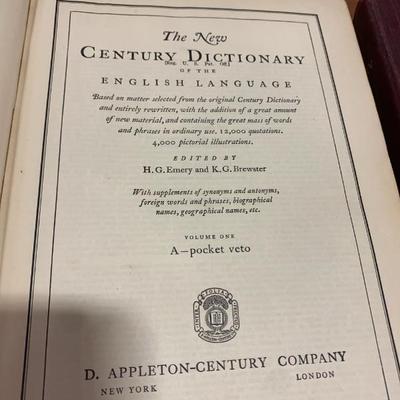 The New
CENTURY DICTIONARY
[Reg. U. S. Pat. Off.]
OF THE
ENGLISH LANGUAGE
Based on matter selected from the original Century Dictionary
and entirely rewritten, with the addition of a great amount
of new material, and containing the great mass of words
and phrases in ordinary use. 12,000 quotations.
4,000 pictorial illustrations.
EDITED BY
H. G. Emery and K. G. Brewster
With supplements of synonyms and antonyms,
foreign words and phrases, biographical
names, geographical names, etc.
VOLUME ONE
A—pocket veto
INTER FOLIA FRUCTUS
D. APPLETON-CENTURY COMPANY
NEW YORK LONDON